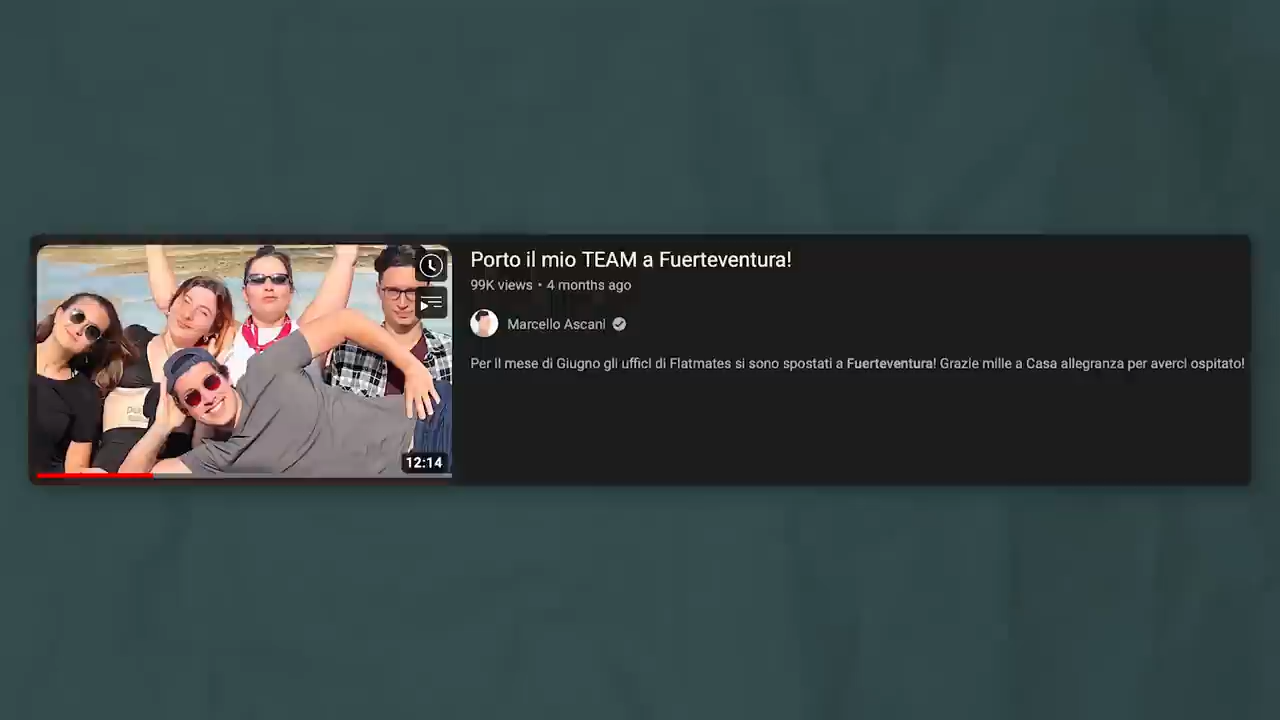 Porto il mio TEAM a Fuerteventura!
99K views • 4 months ago
Marcello Ascani
Per il mese di Giugno gli uffici di Flatmates si sono spostati a Fuerteventura! Grazie mille a Casa allegranza per averci ospitato!
12:14